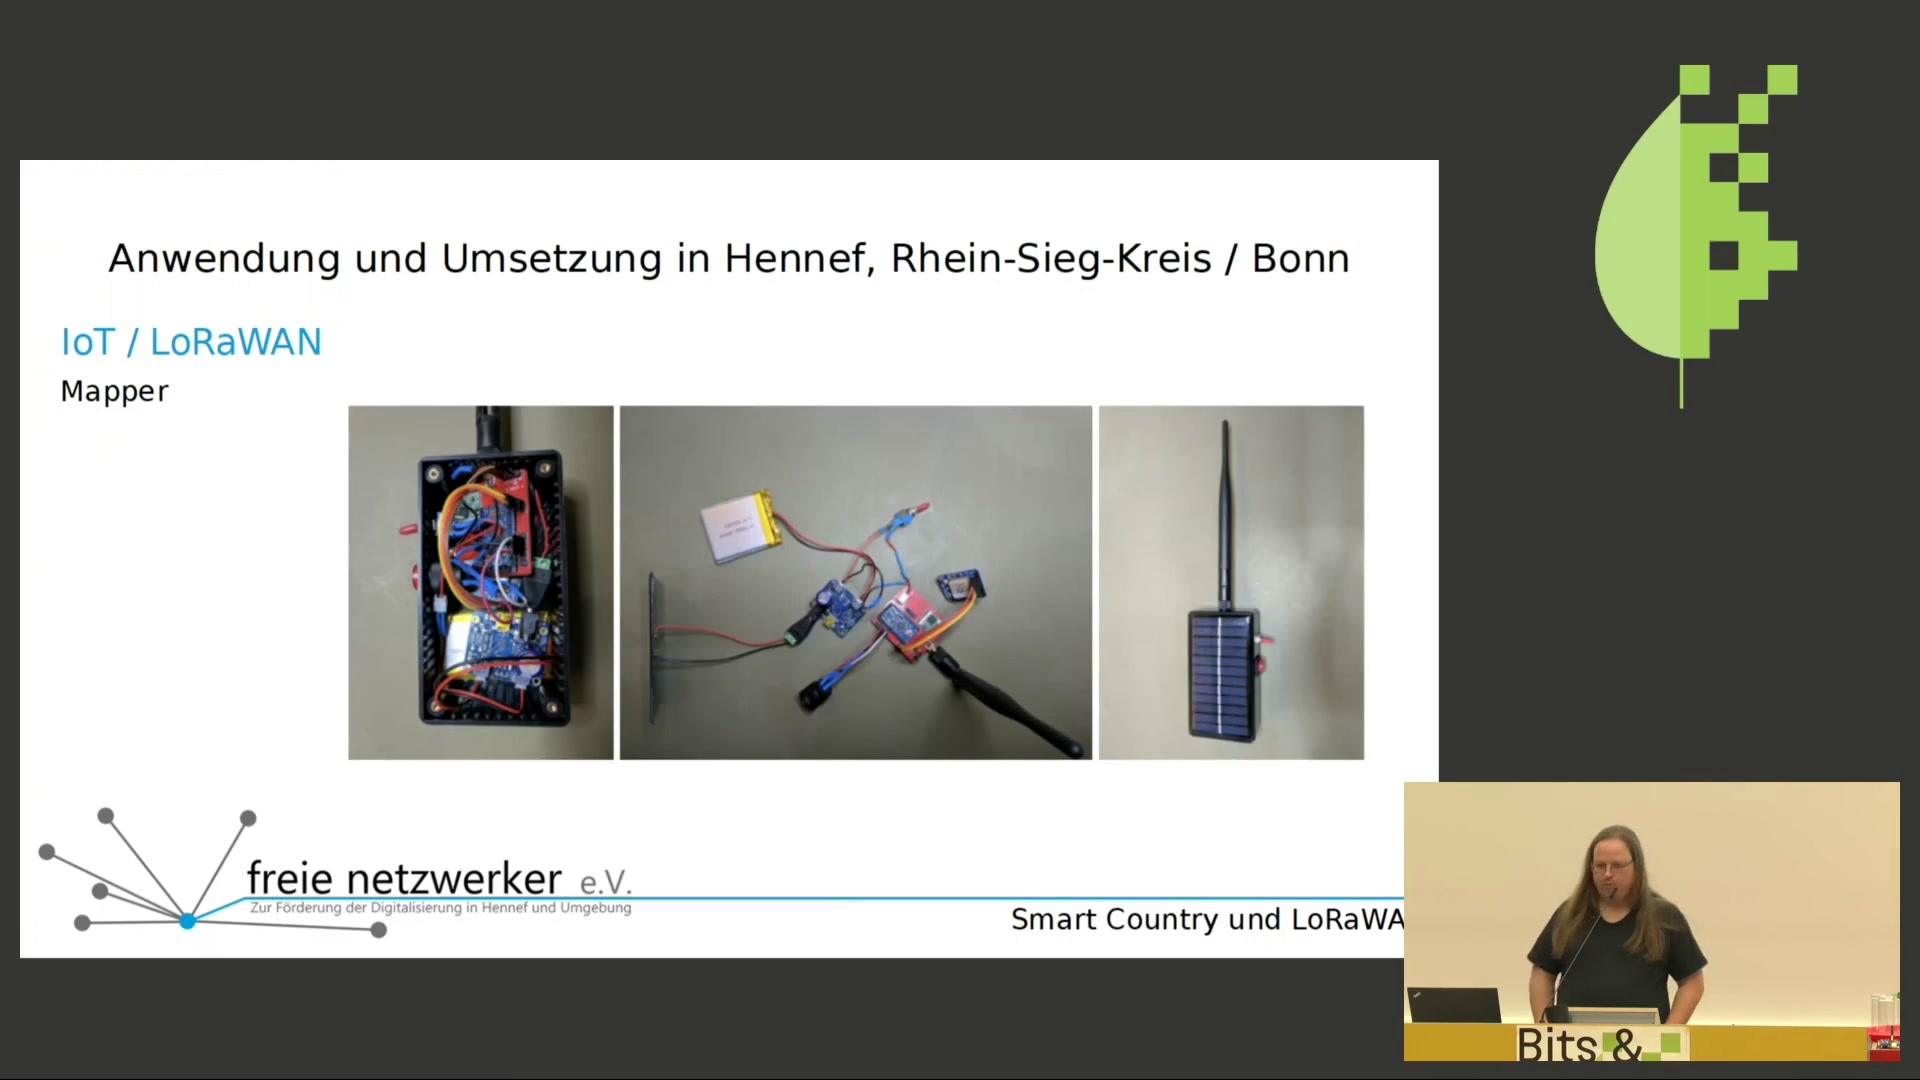 Anwendung und Umsetzung in Hennef, Rhein-Sieg-Kreis / Bonn
IoT / LoRaWAN
Mapper
freie netzwerker e.V.
Zur Förderung der Digitalisierung in Hennef und Umgebung
Smart Country und LoRaWA
Bits &